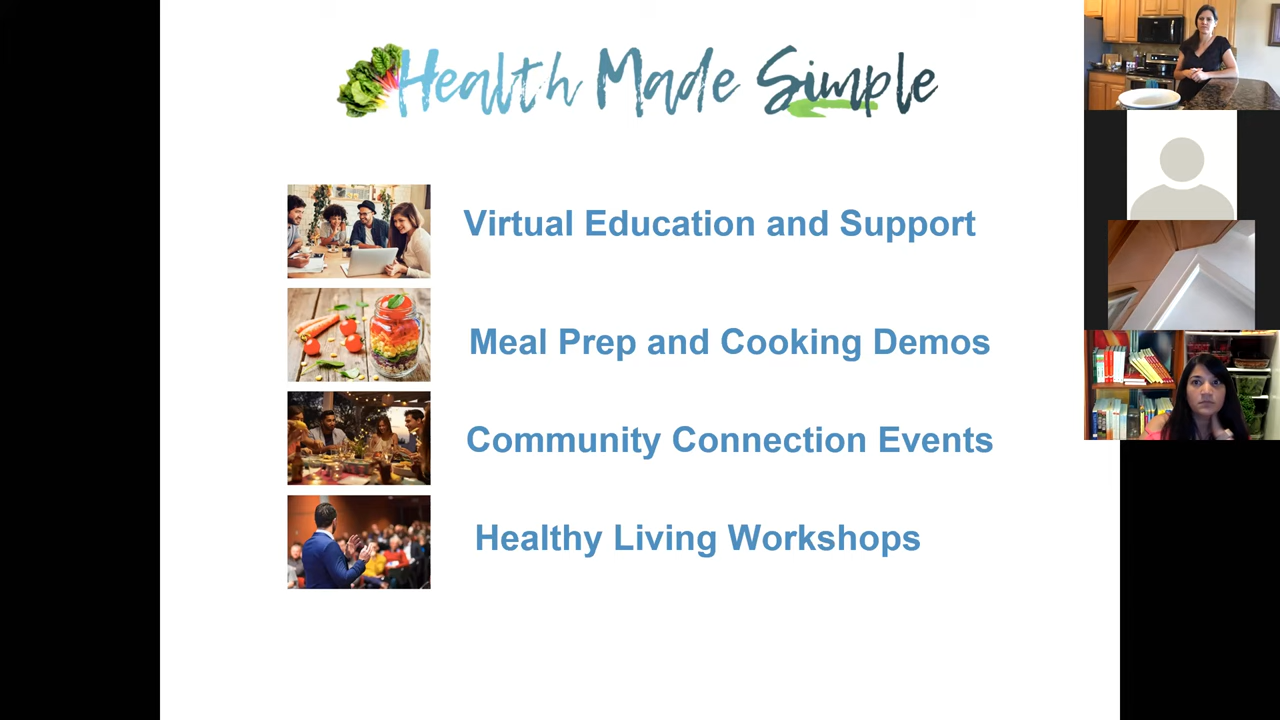 Health Made Simple
Virtual Education and Support
Meal Prep and Cooking Demos
Community Connection Events
Healthy Living Workshops